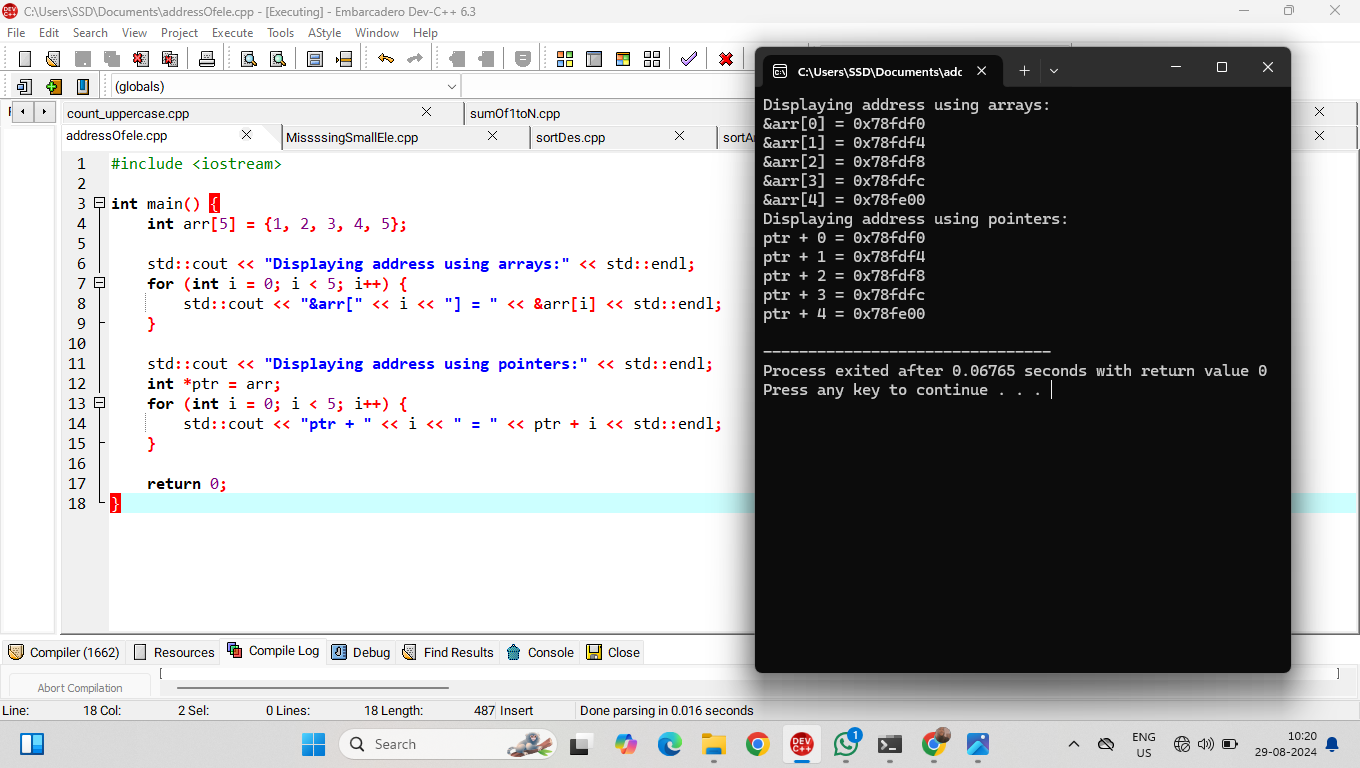 C:\Users\SSD\Documents\addressOfele.cpp - [Executing] - Embarcadero Dev-C++ 6.3
File Edit Search View Project Execute Tools AStyle Window Help
(globals)
count_uppercase.cpp sumOf1toN.cpp
addressOfele.cpp MissssingSmallEle.cpp sortDes.cpp
1 #include <iostream>
2
3 int main() {
4 int arr[5] = {1, 2, 3, 4, 5};
5
6 std::cout << "Displaying address using arrays:" << std::endl;
7 for (int i = 0; i < 5; i++) {
8 std::cout << "&arr[" << i << "] = " << &arr[i] << std::endl;
9 }
10
11 std::cout << "Displaying address using pointers:" << std::endl;
12 int *ptr = arr;
13 for (int i = 0; i < 5; i++) {
14 std::cout << "ptr + " << i << " = " << ptr + i << std::endl;
15 }
16
17 return 0;
18 }
C:\Users\SSD\Documents\adc
Displaying address using arrays:
&arr[0] = 0x78fdf0
&arr[1] = 0x78fdf4
&arr[2] = 0x78fdf8
&arr[3] = 0x78fdfc
&arr[4] = 0x78fe00
Displaying address using pointers:
ptr + 0 = 0x78fdf0
ptr + 1 = 0x78fdf4
ptr + 2 = 0x78fdf8
ptr + 3 = 0x78fdfc
ptr + 4 = 0x78fe00
--------------------------------
Process exited after 0.06765 seconds with return value 0
Press any key to continue . . .
Compiler (1662) Resources Compile Log Debug Find Results Console Close
Abort Compilation
Line: 18 Col: 2 Sel: 0 Lines: 18 Length: 487 Insert Done parsing in 0.016 seconds
Search
DEV C++
1
ENG
US
10:20
29-08-2024